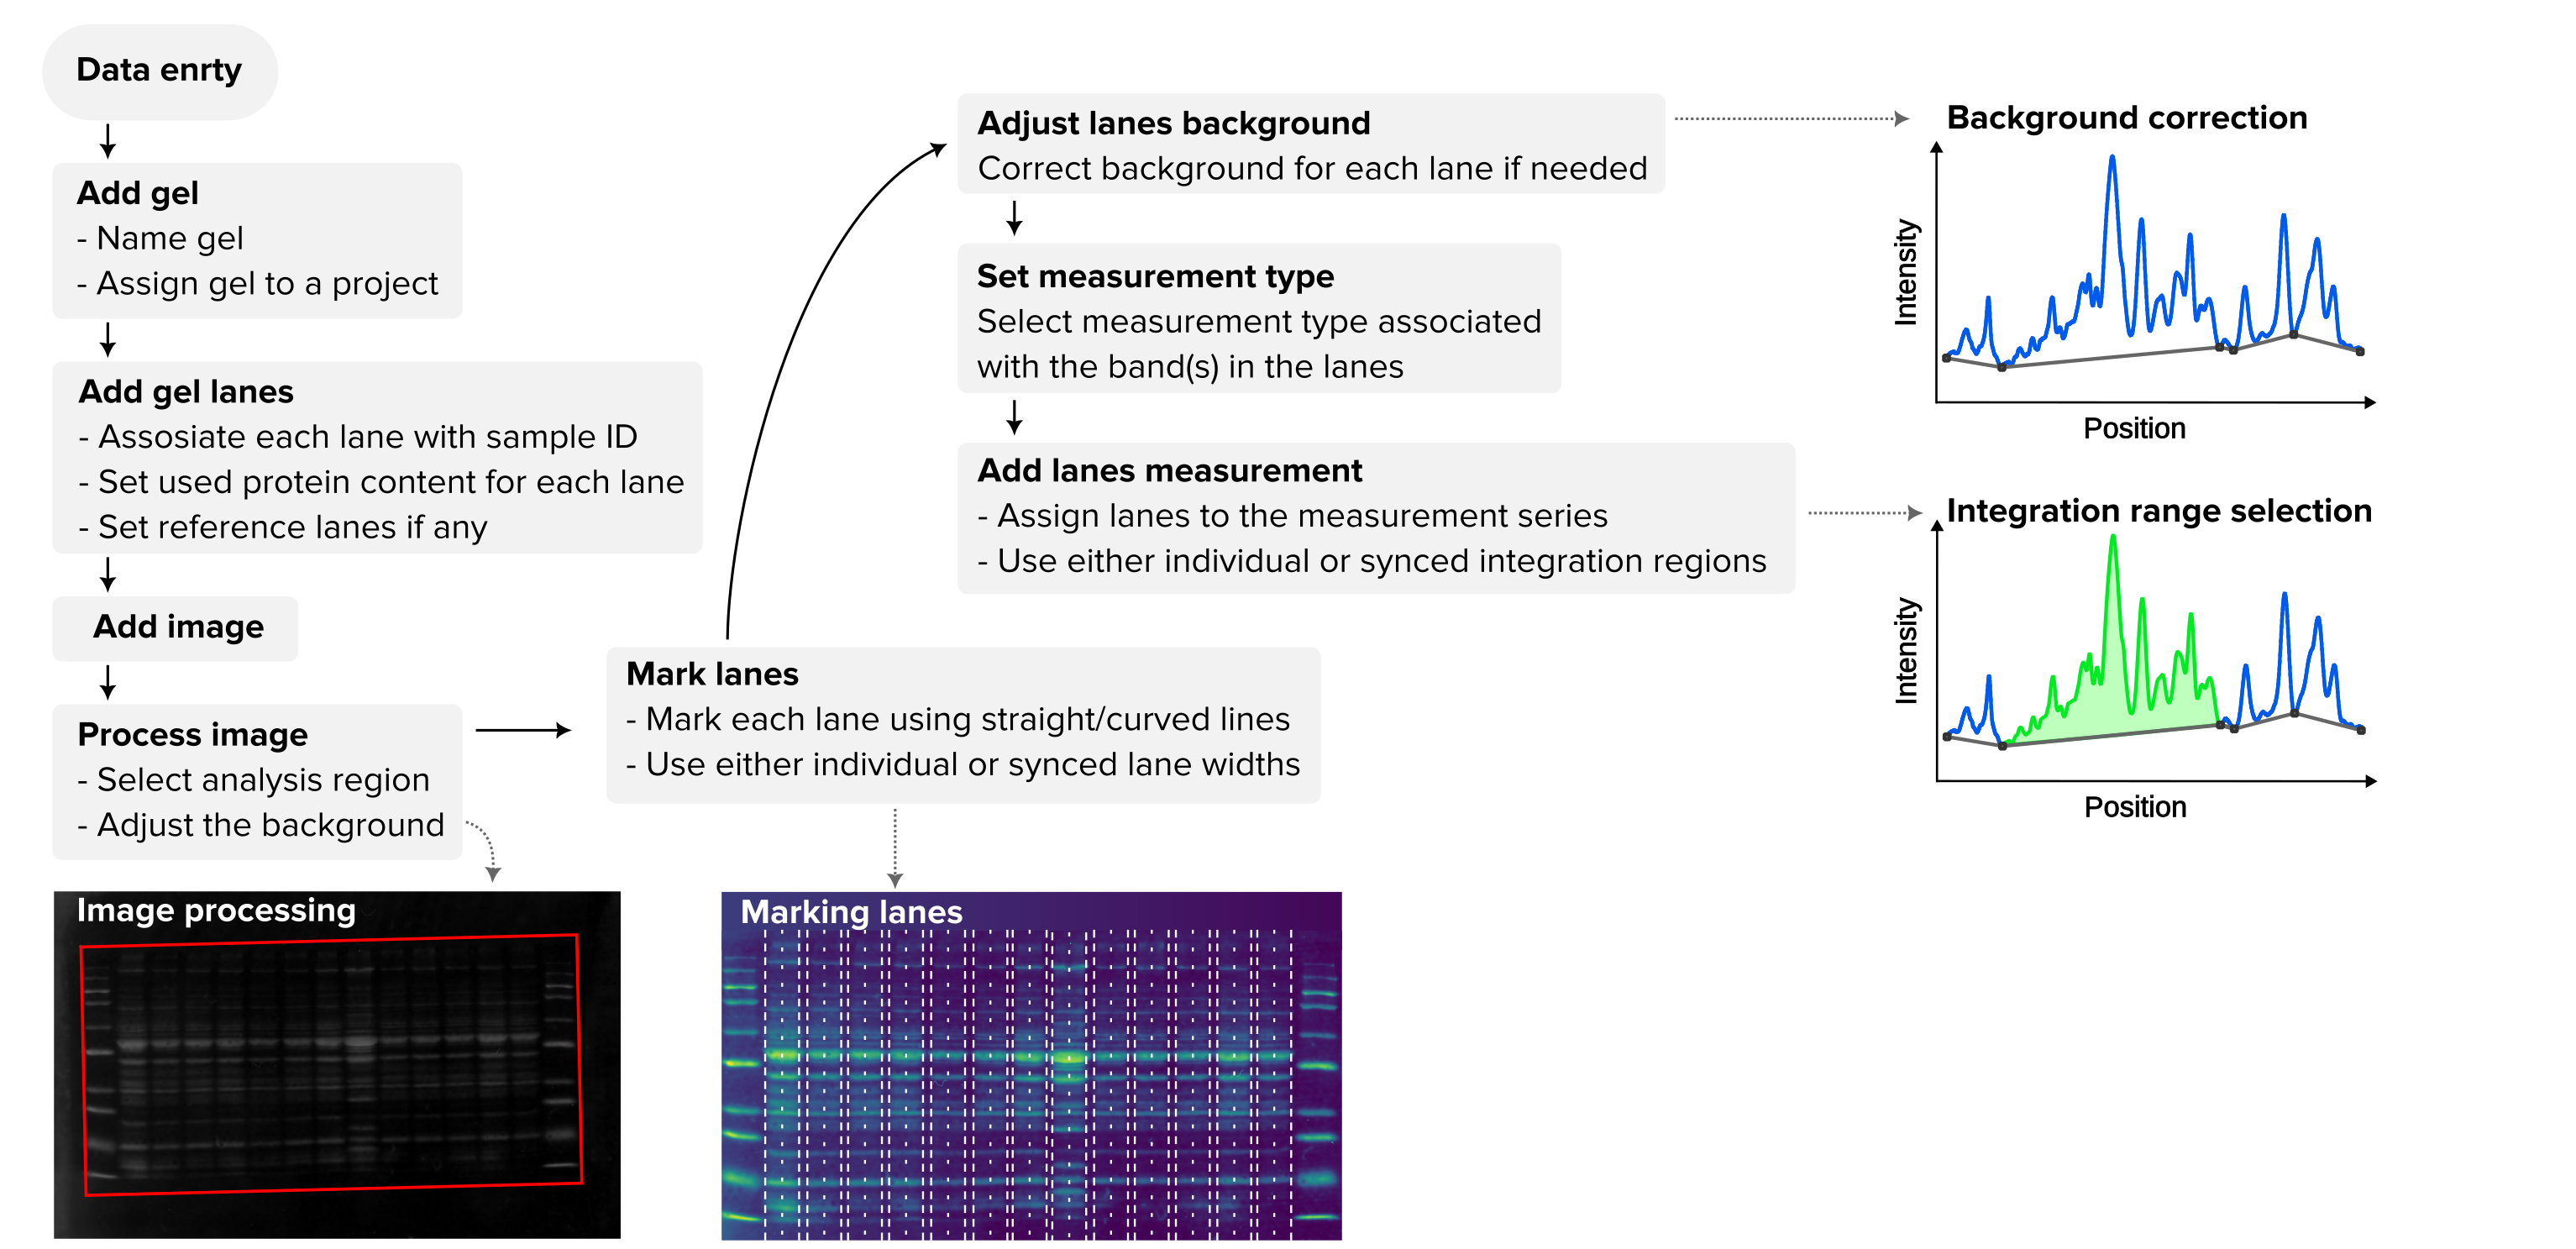 Data enrty
Add gel
- Name gel
- Assign gel to a project
Add gel lanes
- Assosiate each lane with sample ID
- Set used protein content for each lane
- Set reference lanes if any
Add image
Process image
- Select analysis region
- Adjust the background
Image processing
Mark lanes
- Mark each lane using straight/curved lines
- Use either individual or synced lane widths
Marking lanes
Adjust lanes background
Correct background for each lane if needed
Set measurement type
Select measurement type associated
with the band(s) in the lanes
Add lanes measurement
- Assign lanes to the measurement series
- Use either individual or synced integration regions
Background correction
Intensity
Position
Integration range selection
Intensity
Position